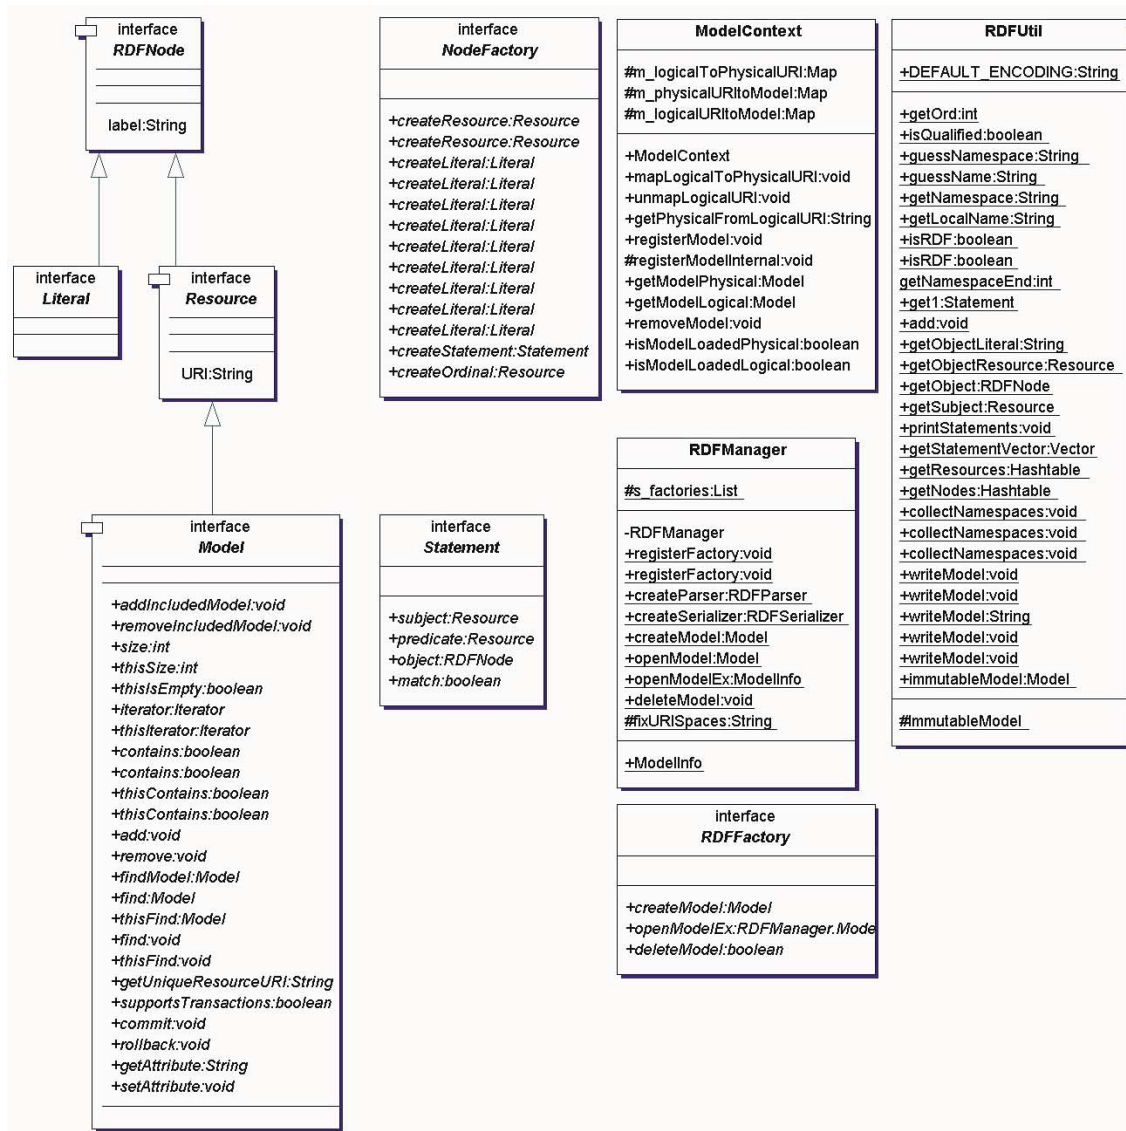 interface
RDFNode
label:String
interface
Literal
interface
Resource
URI:String
interface
Model
+addIncludedModel:void
+removeIncludedModel:void
+size:int
+thisSize:int
+thisIsEmpty:boolean
+iterator:Iterator
+thisIterator:Iterator
+contains:boolean
+contains:boolean
+thisContains:boolean
+thisContains:boolean
+add:void
+remove:void
+findModel:Model
+find:Model
+thisFind:Model
+find:void
+thisFind:void
+getUniqueResourceURI:String
+supportsTransactions:boolean
+commit:void
+rollback:void
+getAttribute:String
+setAttribute:void
interface
NodeFactory
+createResource:Resource
+createResource:Resource
+createLiteral:Literal
+createLiteral:Literal
+createLiteral:Literal
+createLiteral:Literal
+createLiteral:Literal
+createLiteral:Literal
+createLiteral:Literal
+createLiteral:Literal
+createLiteral:Literal
+createStatement:Statement
+createOrdinal:Resource
interface
Statement
+subject:Resource
+predicate:Resource
+object:RDFNode
+match:boolean
ModelContext
#m_logicalToPhysicalURI:Map
#m_physicalURItoModel:Map
#m_logicalURItoModel:Map
+ModelContext
+mapLogicalToPhysicalURI:void
+unmapLogicalURI:void
+getPhysicalFromLogicalURI:String
+registerModel:void
#registerModelInternal:void
+getModelPhysical:Model
+getModelLogical:Model
+removeModel:void
+isModelLoadedPhysical:boolean
+isModelLoadedLogical:boolean
RDFManager
#s_factories:List
-RDFManager
+registerFactory:void
+registerFactory:void
+createParser:RDFParser
+createSerializer:RDFSerializer
+createModel:Model
+openModel:Model
+openModelEx:ModelInfo
+deleteModel:void
#fixURISpaces:String
+ModelInfo
interface
RDFFactory
+createModel:Model
+openModelEx:RDFManager.Mode
+deleteModel:boolean
RDFUtil
+DEFAULT_ENCODING:String
+getOrd:int
+isQualified:boolean
+guessNamespace:String
+guessName:String
+getNamespace:String
+getLocalName:String
+isRDF:boolean
+isRDF:boolean
getNamespaceEnd:int
+get1:Statement
+add:void
+getObjectLiteral:String
+getObjectResource:Resource
+getObject:RDFNode
+getSubject:Resource
+printStatements:void
+getStatementVector:Vector
+getResources:Hashtable
+getNodes:Hashtable
+collectNamespaces:void
+collectNamespaces:void
+collectNamespaces:void
+writeModel:void
+writeModel:void
+writeModel:String
+writeModel:void
+writeModel:void
+immutableModel:Model
#ImmutableModel